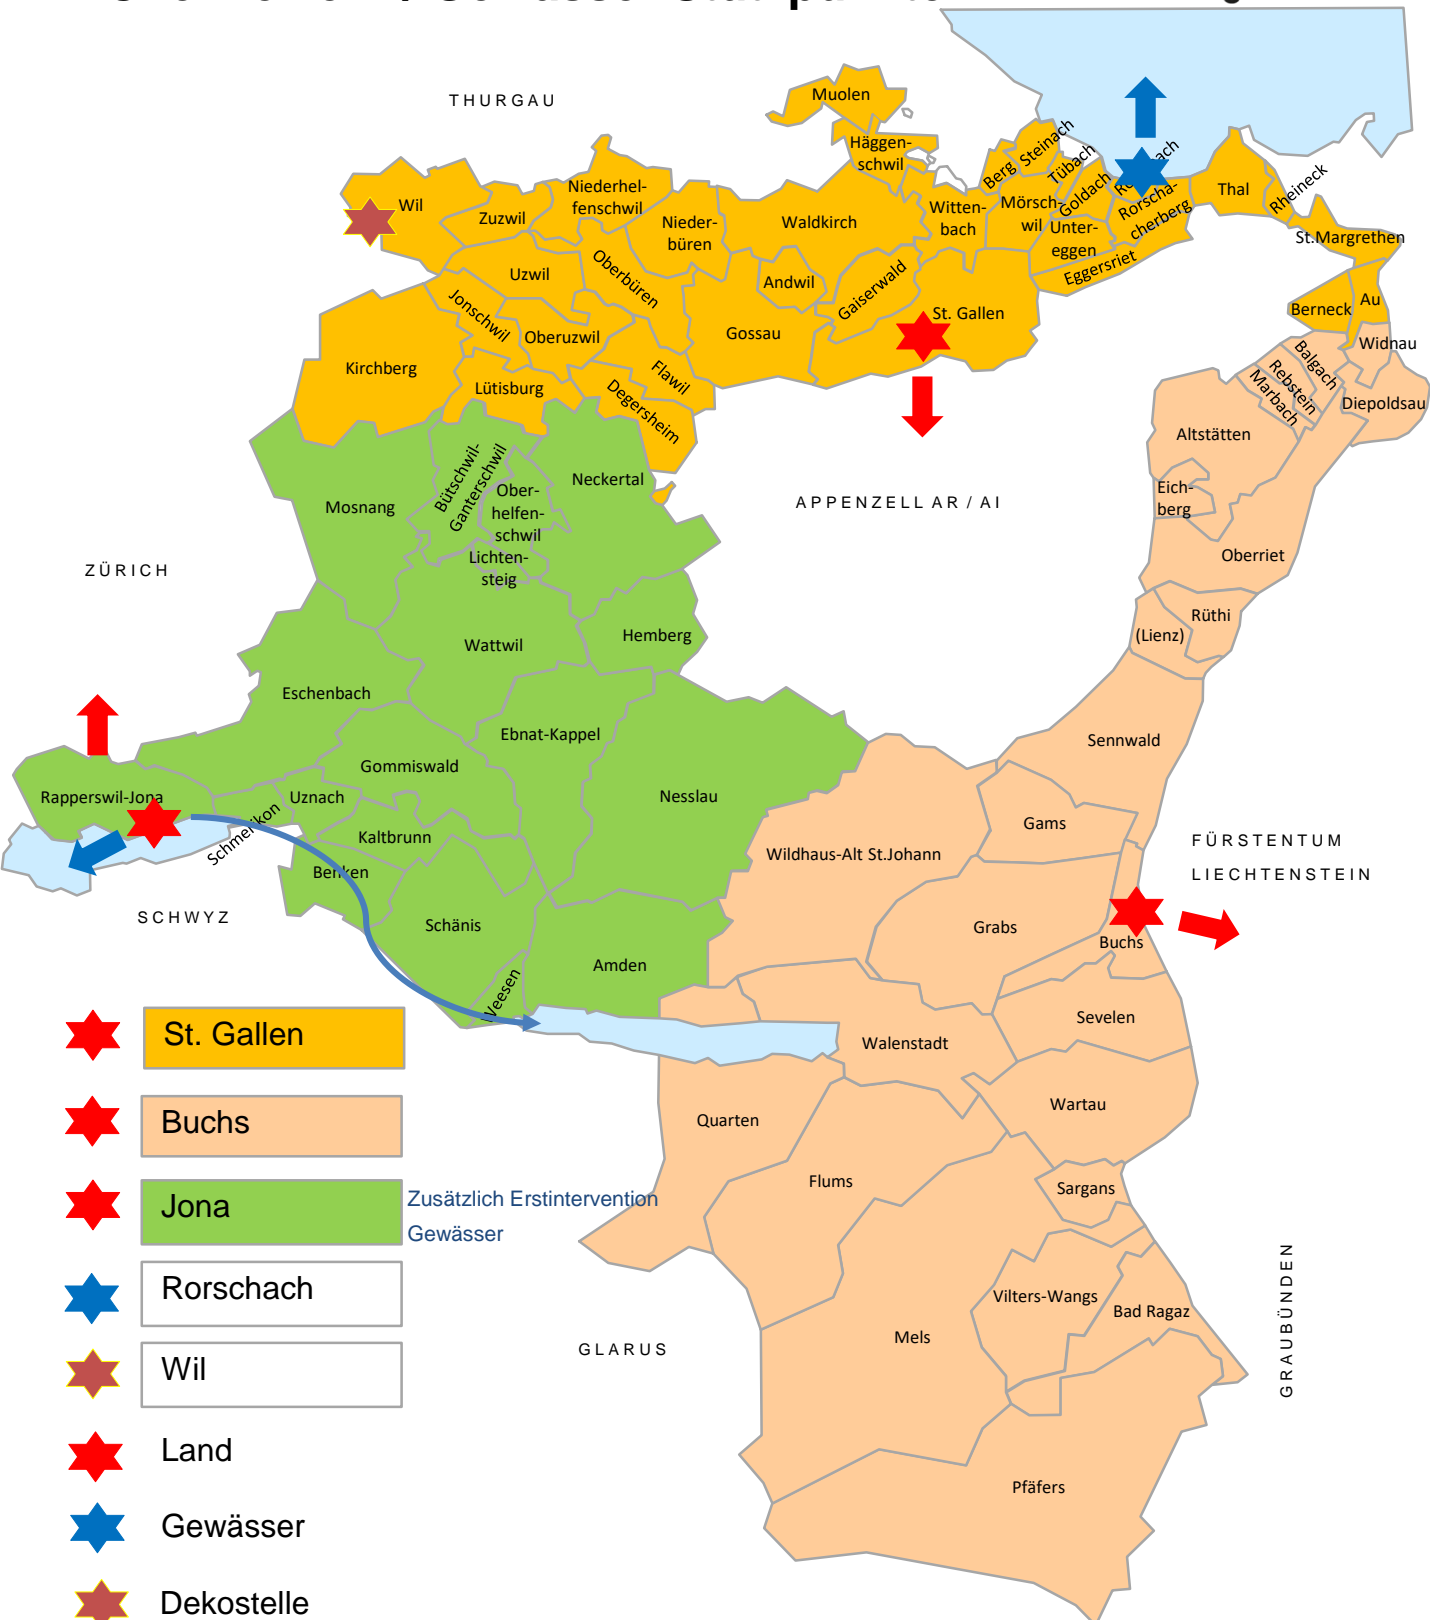 THURGAU
Muolen
Häggen-
schwil
Steinach
Berg
Tübach
Goldach
Mörsch-
wil
Rorscha-
cherberg
Thal
Rheineck
St.Margrethen
Wil
Zuzwil
Niederhel-
fenschwil
Nieder-
büren
Waldkirch
Witten-
bach
Unter-
eggen
Eggersriet
Uzwil
Oberbüren
Andwil
Gaiserwald
St. Gallen
Berneck
Au
Jonschwil
Oberuzwil
Gossau
Widnau
Kirchberg
Lütisburg
Flawil
Degersheim
Balgach
Rebstein
Marbach
Diepoldsau
Altstätten
Mosnang
Bütschwil-
Ganterschwil
Ober-
helfen-
schwil
Neckertal
APPENZELL AR / AI
Eich-
berg
Lichten-
steig
Oberriet
ZÜRICH
Wattwil
Hemberg
Rüthi
(Lienz)
Eschenbach
Ebnat-Kappel
Sennwald
Gommiswald
Rapperswil-Jona
Uznach
Nesslau
Schmerikon
Kaltbrunn
Gams
FÜRSTENTUM
LIECHTENSTEIN
Benken
Wildhaus-Alt St.Johann
SCHWYZ
Schänis
Grabs
Buchs
Amden
Weesen
Sevelen
Walenstadt
Wartau
Quarten
Flums
Sargans
Vilters-Wangs
Bad Ragaz
Mels
GLARUS
GRAUBÜNDEN
Pfäfers
St. Gallen
Buchs
Jona
Zusätzlich Erstintervention
Gewässer
Rorschach
Wil
Land
Gewässer
Dekostelle